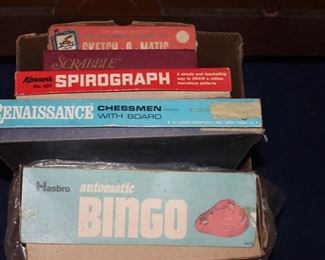 SKETCH-O-MATIC
SCRABBLE
Kenner's
No. 401
SPIROGRAPH
A simple and fascinating
way to DRAW a million
marvelous patterns
RENAISSANCE
CHESSMEN
WITH BOARD
E. S. LOWE COMPANY, INC. NEW YORK, N.Y.
Hasbro
automatic
BINGO